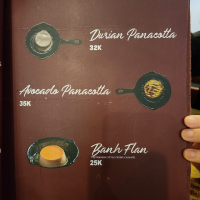 Durian Panacotta
32K
Avocado Panacotta
35K
Banh Flan
25K